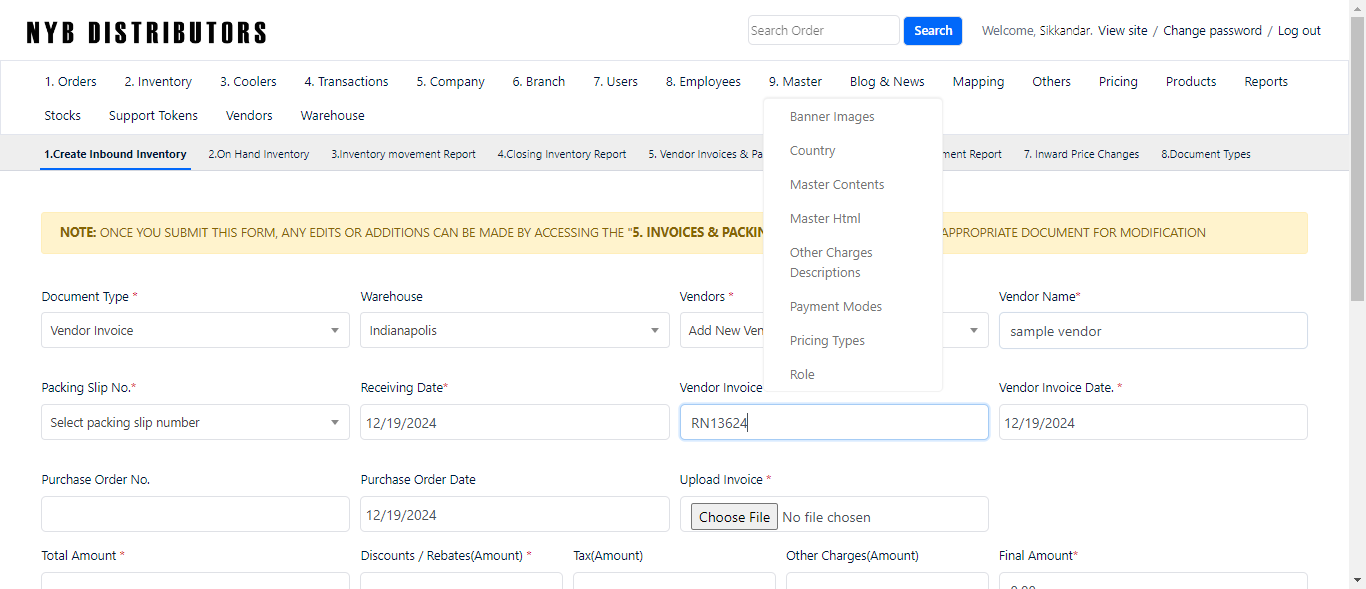 NYB DISTRIBUTORS
Search Order
Search
Welcome, Sikkandar. View site / Change password / Log out
1. Orders 2. Inventory 3. Coolers 4. Transactions 5. Company 6. Branch 7. Users 8. Employees 9. Master Blog & News Mapping Others Pricing Products Reports
Stocks Support Tokens Vendors Warehouse
Banner Images
Country
Master Contents
Master Html
Other Charges
Descriptions
Payment Modes
Pricing Types
Role
1.Create Inbound Inventory 2.On Hand Inventory 3.Inventory movement Report 4.Closing Inventory Report 5. Vendor Invoices & Pa ment Report 7. Inward Price Changes 8.Document Types
NOTE: ONCE YOU SUBMIT THIS FORM, ANY EDITS OR ADDITIONS CAN BE MADE BY ACCESSING THE "5. INVOICES & PACKIN APPROPRIATE DOCUMENT FOR MODIFICATION
Document Type * Warehouse Vendors * Vendor Name*
Vendor Invoice Indianapolis Add New Ven sample vendor
Packing Slip No.* Receiving Date* Vendor Invoice Vendor Invoice Date. *
Select packing slip number 12/19/2024 RN13624 12/19/2024
Purchase Order No. Purchase Order Date Upload Invoice *
12/19/2024 Choose File No file chosen
Total Amount * Discounts / Rebates(Amount) * Tax(Amount) Other Charges(Amount) Final Amount*